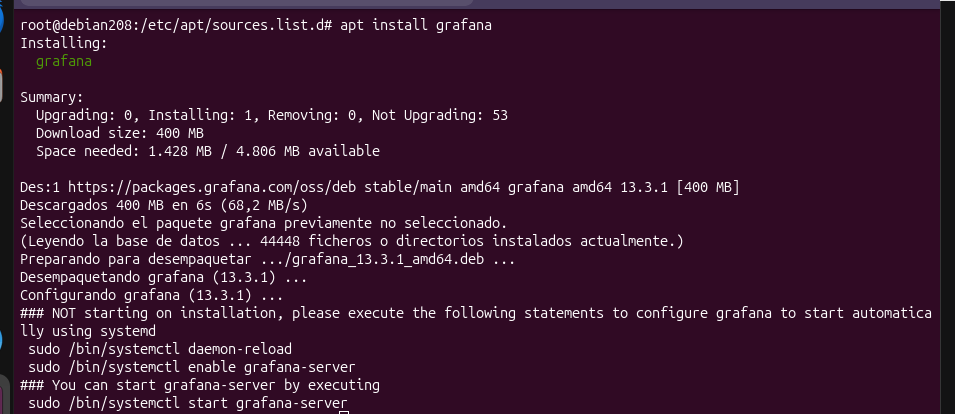 root@debian208:/etc/apt/sources.list.d# apt install grafana
Installing:
  grafana

Summary:
  Upgrading: 0, Installing: 1, Removing: 0, Not Upgrading: 53
  Download size: 400 MB
  Space needed: 1.428 MB / 4.806 MB available

Des:1 https://packages.grafana.com/oss/deb stable/main amd64 grafana amd64 13.3.1 [400 MB]
Descargados 400 MB en 6s (68,2 MB/s)
Seleccionando el paquete grafana previamente no seleccionado.
(Leyendo la base de datos ... 44448 ficheros o directorios instalados actualmente.)
Preparando para desempaquetar .../grafana_13.3.1_amd64.deb ...
Desempaquetando grafana (13.3.1) ...
Configurando grafana (13.3.1) ...
### NOT starting on installation, please execute the following statements to configure grafana to start automatica
lly using systemd
 sudo /bin/systemctl daemon-reload
 sudo /bin/systemctl enable grafana-server
### You can start grafana-server by executing
 sudo /bin/systemctl start grafana-server